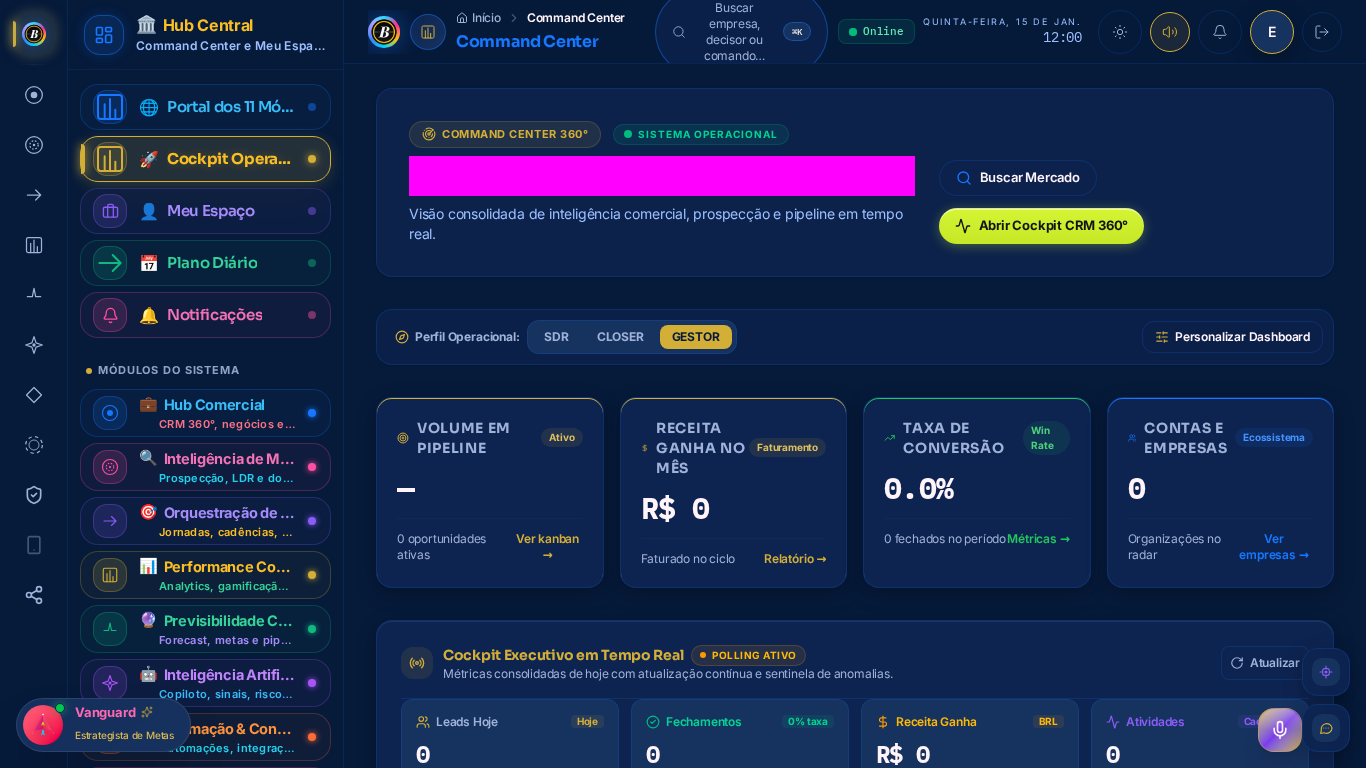 B
🏛️ Hub Central
Command Center e Meu Espa...
🌐 Portal dos 11 Mó...
🚀 Cockpit Opera...
👤 Meu Espaço
📅 Plano Diário
🔔 Notificações
MÓDULOS DO SISTEMA
💼 Hub Comercial
CRM 360°, negócios e...
🔍 Inteligência de M...
Prospecção, LDR e do...
🎯 Orquestração de ...
Jornadas, cadências, ...
📊 Performance Co...
Analytics, gamificaçã...
🔮 Previsibilidade C...
Forecast, metas e pip...
🤖 Inteligência Artifi...
Copiloto, sinais, risco...
Vanguard
Estrategista de Metas
B
Início > Command Center
Command Center
Buscar
empresa,
decisor ou
comando...
⌘K
Online
QUINTA-FEIRA, 15 DE JAN.
12:00
E
COMMAND CENTER 360°
SISTEMA OPERACIONAL
Visão consolidada de inteligência comercial, prospecção e pipeline em tempo
real.
Buscar Mercado
Abrir Cockpit CRM 360°
Perfil Operacional:
SDR
CLOSER
GESTOR
Personalizar Dashboard
VOLUME EM
PIPELINE
Ativo
—
0 oportunidades
ativas
Ver kanban
→
RECEITA
GANHA NO
MÊS
Faturamento
R$ 0
Faturado no ciclo
Relatório →
TAXA DE
CONVERSÃO
Win
Rate
0.0%
0 fechados no período
Métricas →
CONTAS E
EMPRESAS
Ecossistema
0
Organizações no
radar
Ver
empresas →
Cockpit Executivo em Tempo Real
POLLING ATIVO
Métricas consolidadas de hoje com atualização contínua e sentinela de anomalias.
Atualizar
Leads Hoje
Hoje
0
Fechamentos
0% taxa
0
Receita Ganha
BRL
R$ 0
Atividades
0